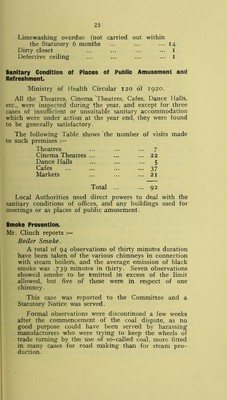 25
Limewashing overdue (not carried out within
the Statutory 6 months ... ... ... 14
Dirty closet ... ... ... ... 1
Defective ceiling ... ... ... ... 1
Sanitary Condition of Places of Public Amusement and
Refreshment.
Ministry of Health Circular 120 of 1920.
All the Theatres, Cinema Theatres, Cafes, Dance Halls,
etc., were inspected during the year, and except for three
cases of insufficient or unsuitable sanitary accommodation
which were under action at the year end, they were found
to be generally satisfactory.
The following Table shows the number of visits made
to such premises :—
Theatres ... ... ... 7
Cinema Theatres ... ... ... 22
Dance Halls ... ... ... 5
Cafes ... ... ... 37
Markets ... ... ... 21
Total ... ... 92
Local Authorities need direct powers to deal with the
sanitary conditions of offices, and any buildings used for
meetings or as places of public amusement.
Smoke Prevention.
Mr. Clinch reports :—
Boiler Smoke.
A total of 94 observations of thirty minutes duration
have been taken of the various chimneys in connection
with steam boilers, and the average emission of black
smoke was .739 minutes in thirty. Seven observations
showed smoke to be emitted in excess of the limit
allowed, but five of these were in respect of one
chimney.
This case was reported to the Committee and a
Statutory Notice was served.
Formal observations were discontinued a few weeks
after the commencement of the coal dispute, as no
good purpose could have been served by harassing
manufacturers who were trying to keep the wheels of
trade turning by the use of so-called coal, more fitted
in many cases for road making than for steam pro-
duction.